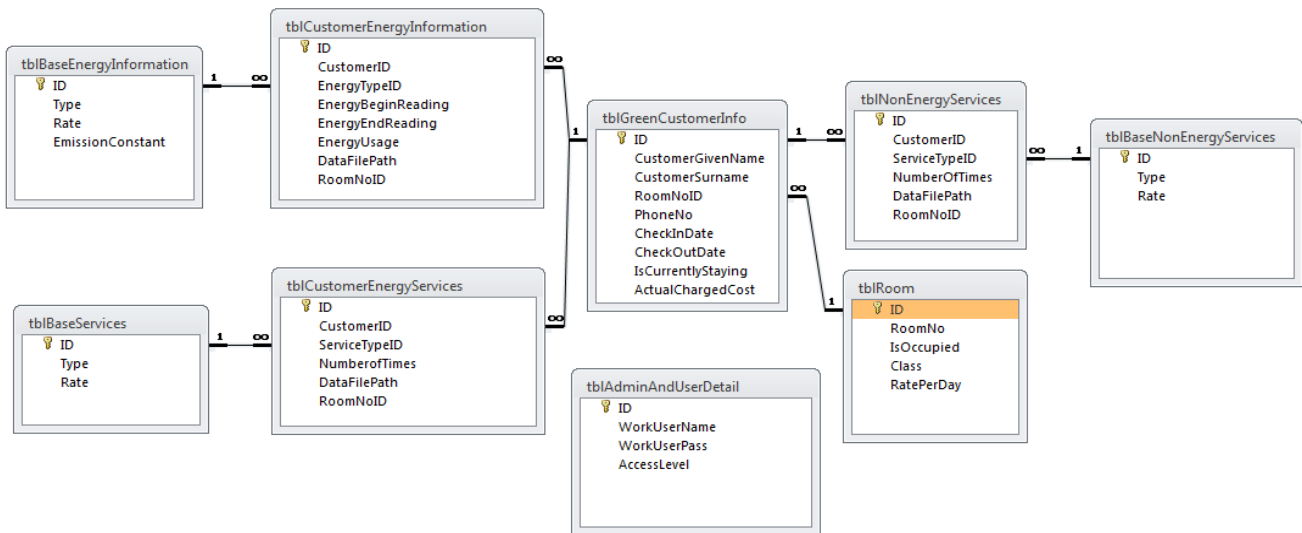 tblBaseEnergyInformation
ID
Type
Rate
EmissionConstant
1
∞
tblCustomerEnergyInformation
ID
CustomerID
EnergyTypeID
EnergyBeginReading
EnergyEndReading
EnergyUsage
DataFilePath
RoomNoID
∞
1
tblGreenCustomerInfo
ID
CustomerGivenName
CustomerSurname
RoomNoID
PhoneNo
CheckInDate
CheckOutDate
IsCurrentlyStaying
ActualChargedCost
1
∞
∞
1
tblNonEnergyServices
ID
CustomerID
ServiceTypeID
NumberOfTimes
DataFilePath
RoomNoID
∞
1
tblBaseNonEnergyServices
ID
Type
Rate
tblBaseServices
ID
Type
Rate
1
∞
tblCustomerEnergyServices
ID
CustomerID
ServiceTypeID
NumberofTimes
DataFilePath
RoomNoID
∞
tblRoom
ID
RoomNo
IsOccupied
Class
RatePerDay
tblAdminAndUserDetail
ID
WorkUserName
WorkUserPass
AccessLevel